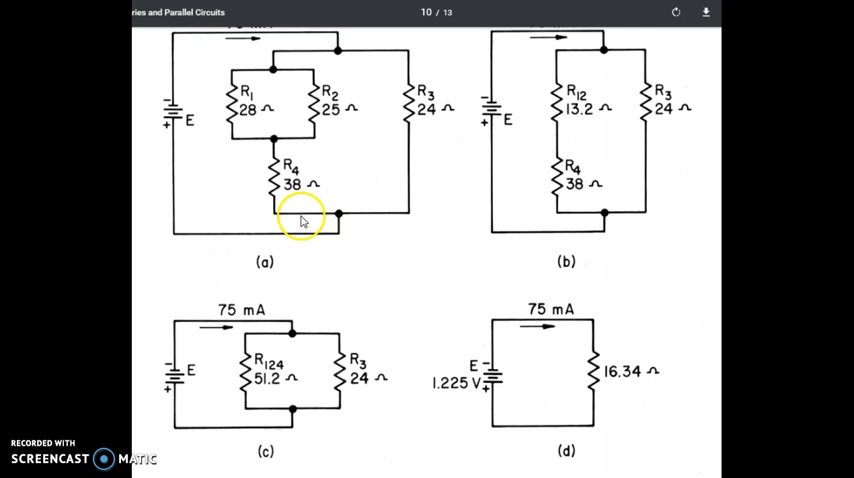 ries and Parallel Circuits
10 / 13
75 mA
R1
28 Ω
R2
25 Ω
R3
24 Ω
- + E
R4
38 Ω
(a)
R12
13.2 Ω
R3
24 Ω
- + E
R4
38 Ω
(b)
75 mA
R124
51.2 Ω
R3
24 Ω
- + E
(c)
75 mA
E -
1.225 V +
16.34 Ω
(d)
RECORDED WITH
SCREENCAST MATIC